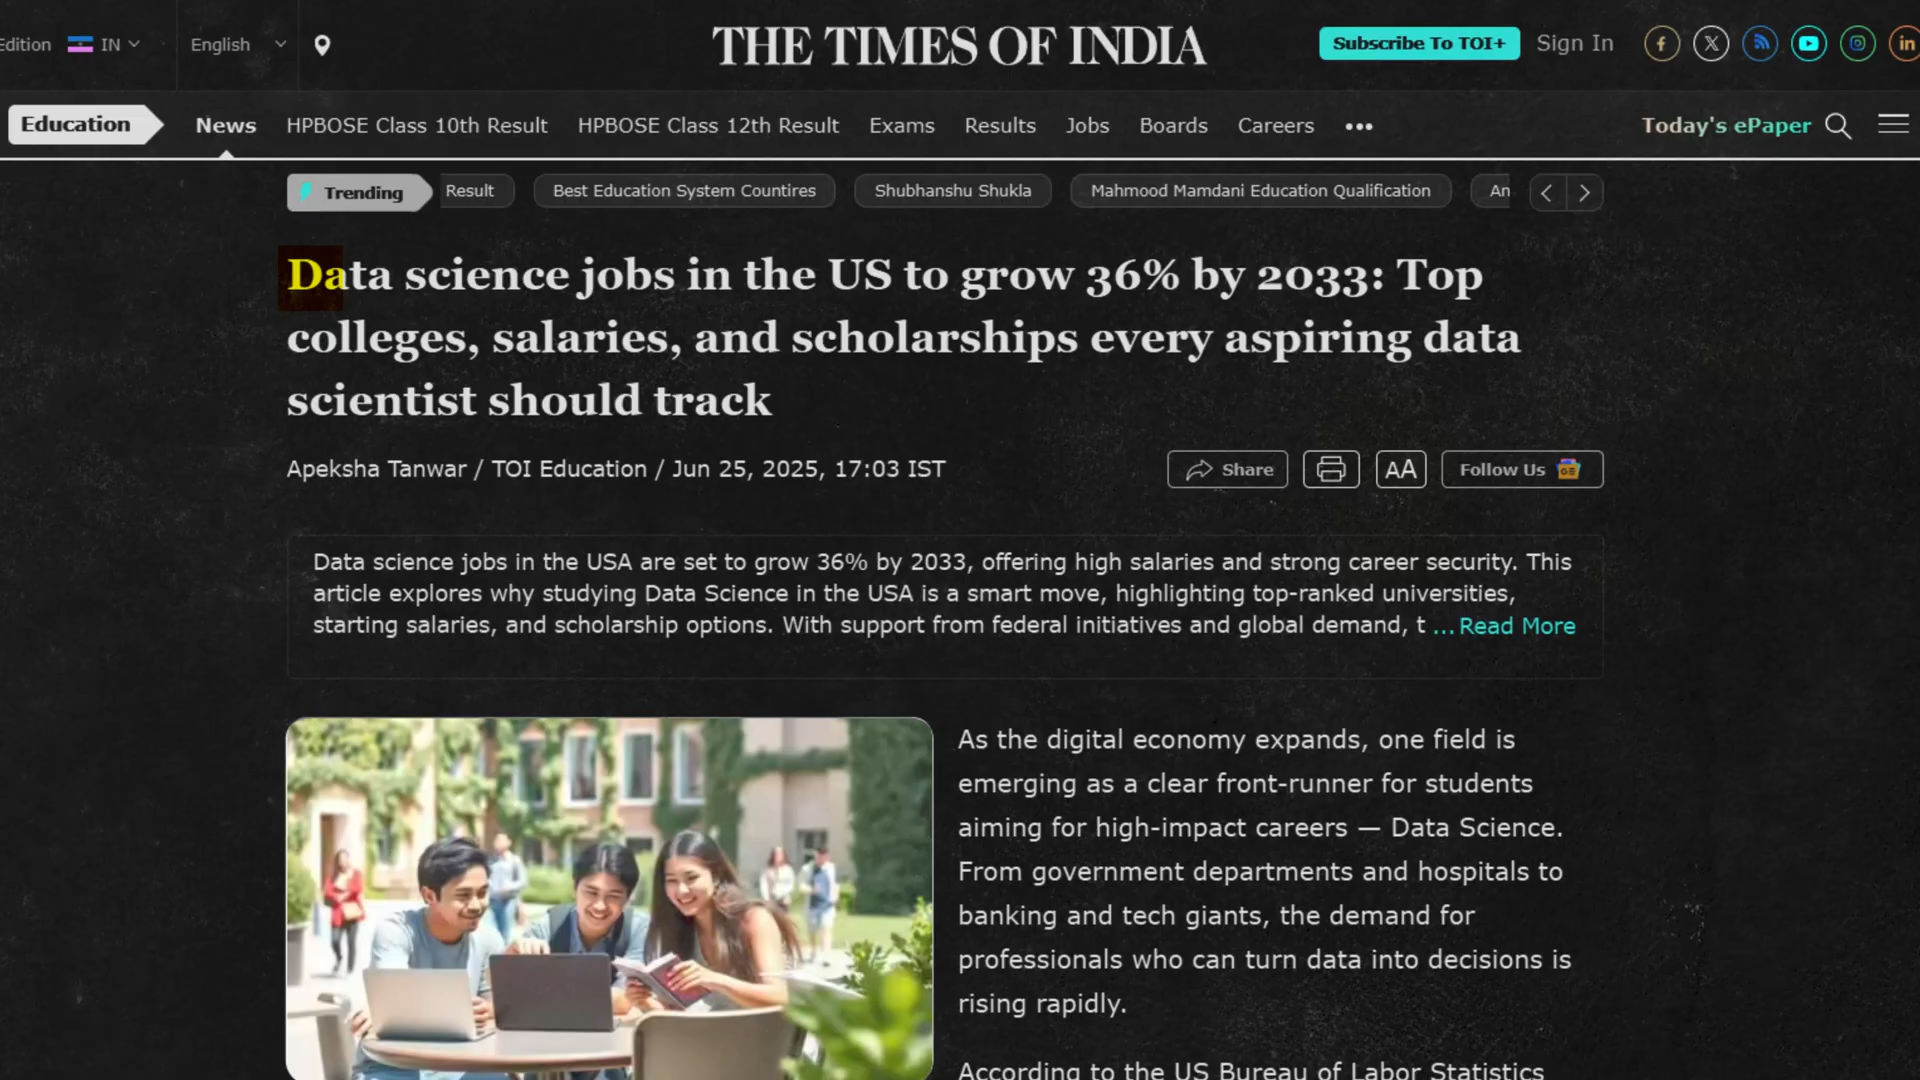 Edition IN English THE TIMES OF INDIA Subscribe To TOI+ Sign In
Education News HPBOSE Class 10th Result HPBOSE Class 12th Result Exams Results Jobs Boards Careers ••• Today's ePaper
Trending Result Best Education System Countires Shubhanshu Shukla Mahmood Mamdani Education Qualification An
Data science jobs in the US to grow 36% by 2033: Top
colleges, salaries, and scholarships every aspiring data
scientist should track
Apeksha Tanwar / TOI Education / Jun 25, 2025, 17:03 IST Share AA Follow Us
Data science jobs in the USA are set to grow 36% by 2033, offering high salaries and strong career security. This
article explores why studying Data Science in the USA is a smart move, highlighting top-ranked universities,
starting salaries, and scholarship options. With support from federal initiatives and global demand, t ... Read More
As the digital economy expands, one field is
emerging as a clear front-runner for students
aiming for high-impact careers — Data Science.
From government departments and hospitals to
banking and tech giants, the demand for
professionals who can turn data into decisions is
rising rapidly.
According to the US Bureau of Labor Statistics